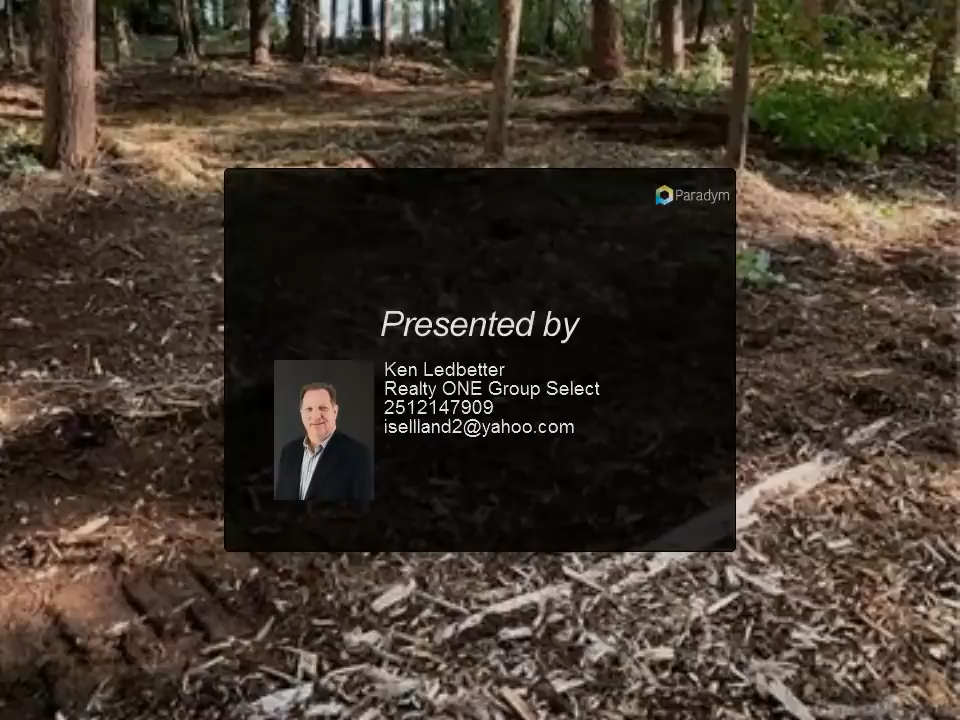 Paradym
Presented by
Ken Ledbetter
Realty ONE Group Select
2512147909
isellland2@yahoo.com